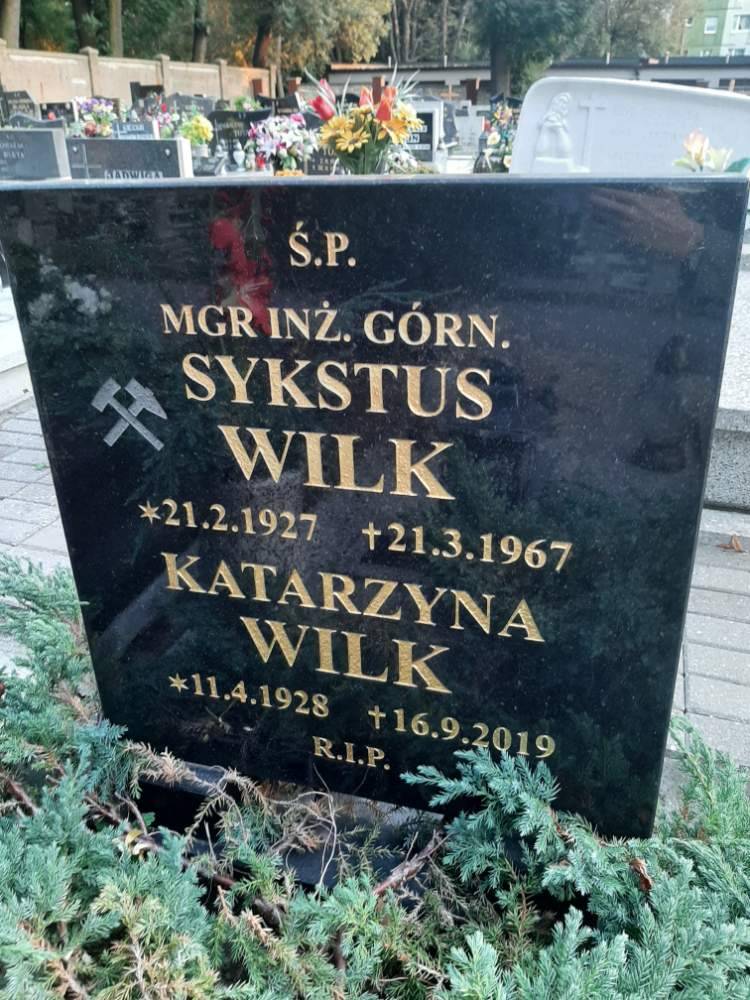 Ś.P.
MGR INŻ. GÓRN.
SYKSTUS
WILK
*21.2.1927 †21.3.1967
KATARZYNA
WILK
*11.4.1928 †16.9.2019
R.I.P.
JADWIGA